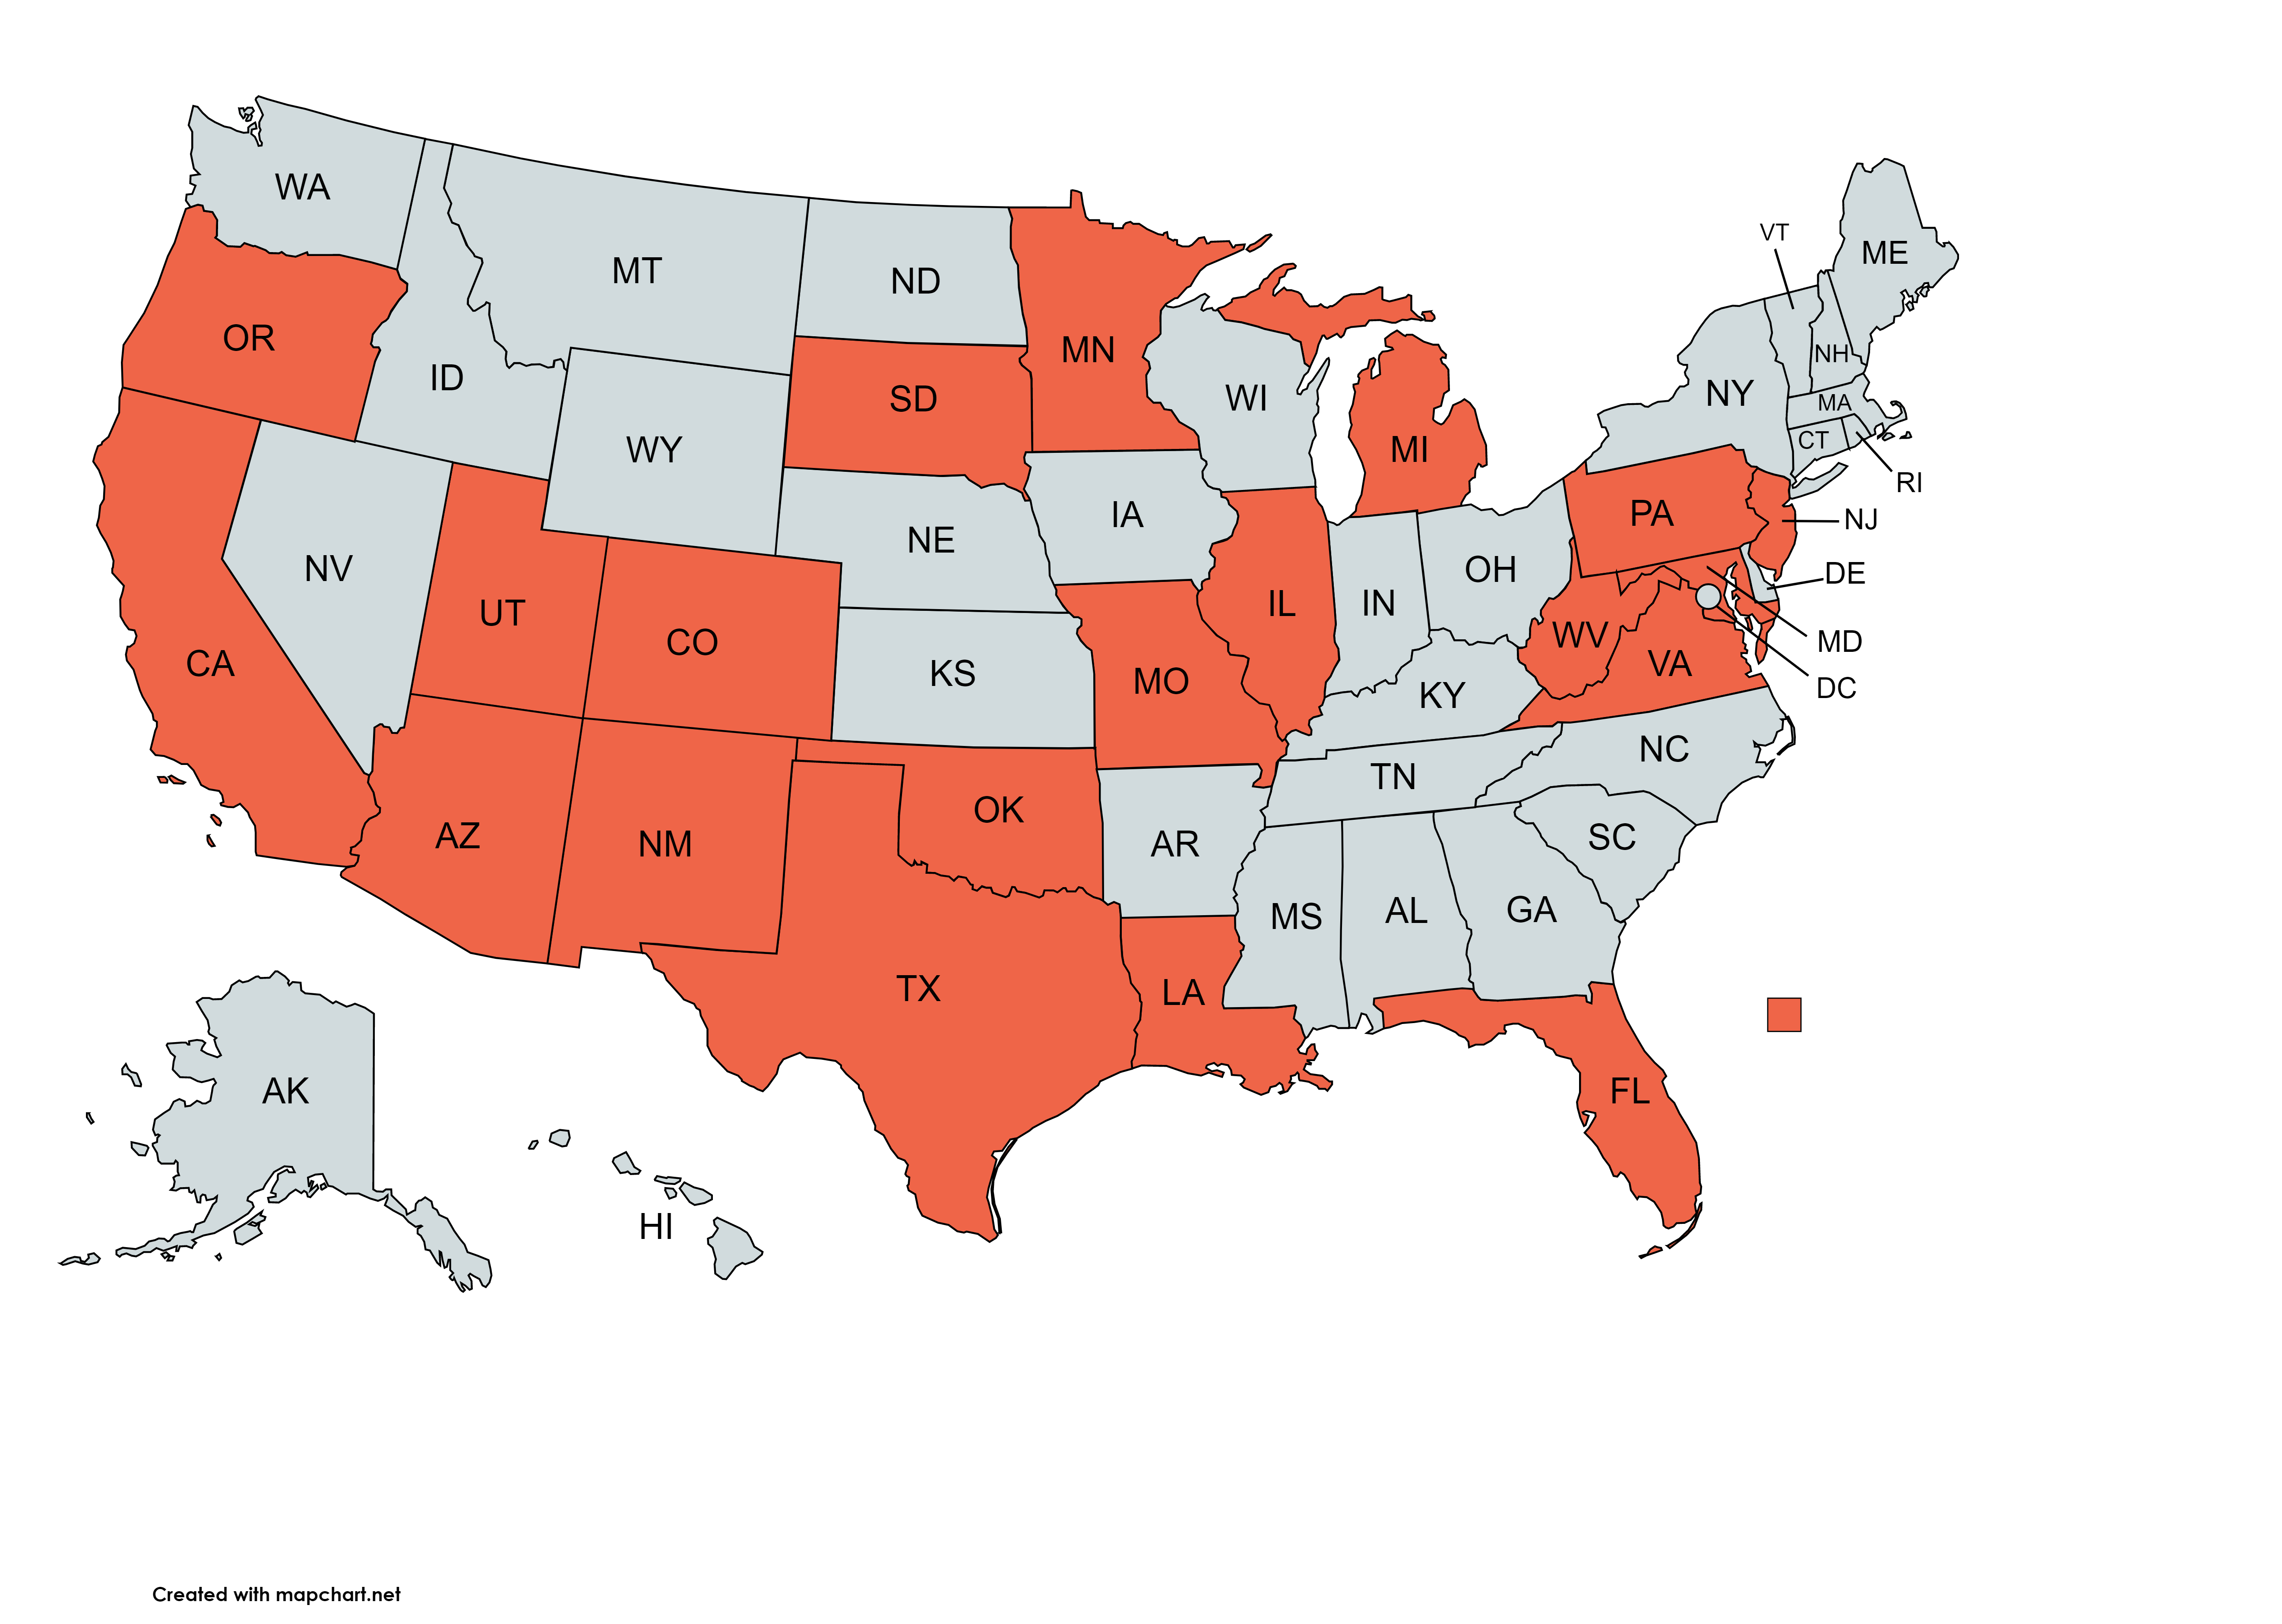 WA
MT
ND
MN
VT
ME
OR
ID
SD
WI
MI
NY
NH
MA
CT
RI
WY
NE
IA
PA
NJ
NV
UT
CO
KS
MO
IL
IN
OH
WV
VA
DE
MD
DC
CA
KY
NC
TN
AZ
NM
OK
AR
SC
MS
AL
GA
TX
LA
FL
AK
HI
Created with mapchart.net